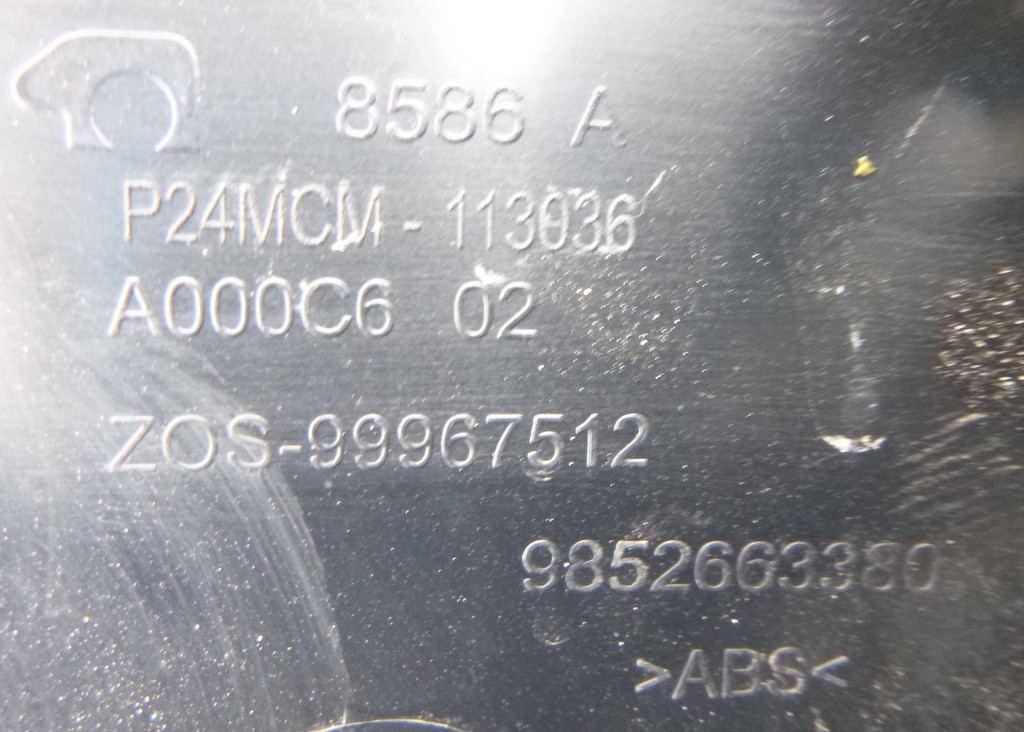 8586 A
P24MCM - 113036
A000C6 02
ZOS-99967512
9852663380
>ABS<